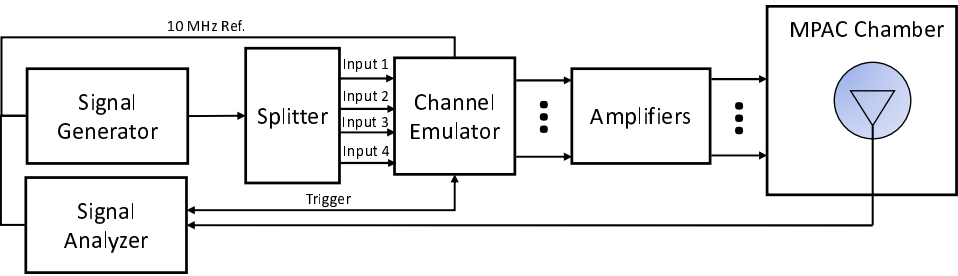 10 MHz Ref.
MPAC Chamber
Signal
Generator
Splitter
Input 1
Input 2
Input 3
Input 4
Channel
Emulator
Amplifiers
Trigger
Signal
Analyzer